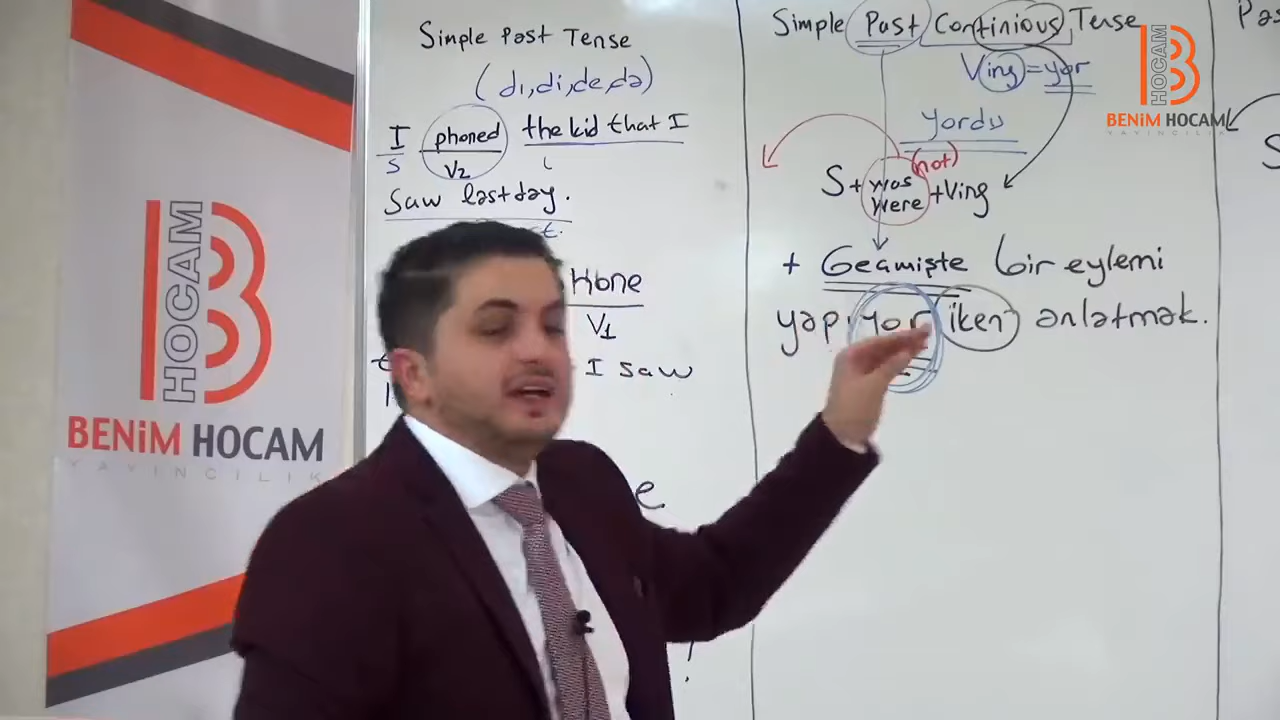 Simple Past Tense
(dı, di, de, da)
I phoned the kid that I
S V2
saw lastday.
t.
Kbne
V1
I saw
e
Simple Past Continious Tense
Ving = yor
yordu
(not)
S + was + Ving
were
+ Geçmişte bir eylemi
yapıyor iken anlatmak.
Pas
S
HOCAM B
BENİM HOCAM
YAYINCILIK
HOCAM B
BENİM HOCAM
YAYINCILIK